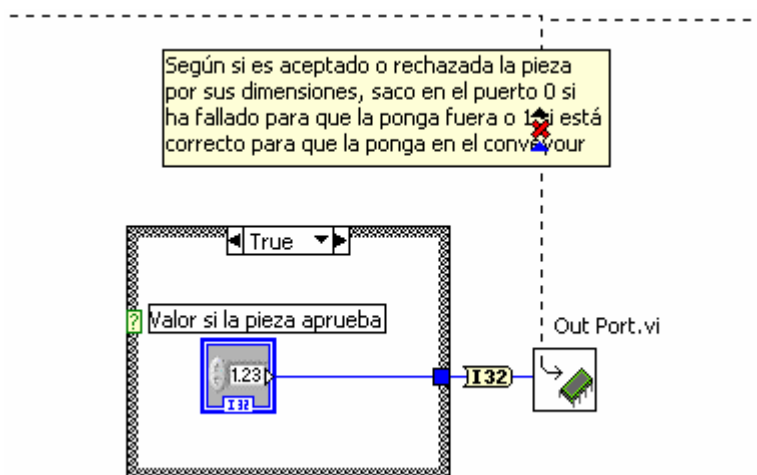 Según si es aceptado o rechazada la pieza
por sus dimensiones, saco en el puerto 0 si
ha fallado para que la ponga fuera o 1 si está
correcto para que la ponga en el conveyour
True
Valor si la pieza aprueba
?
Out Port.vi
1.23
I32
I32